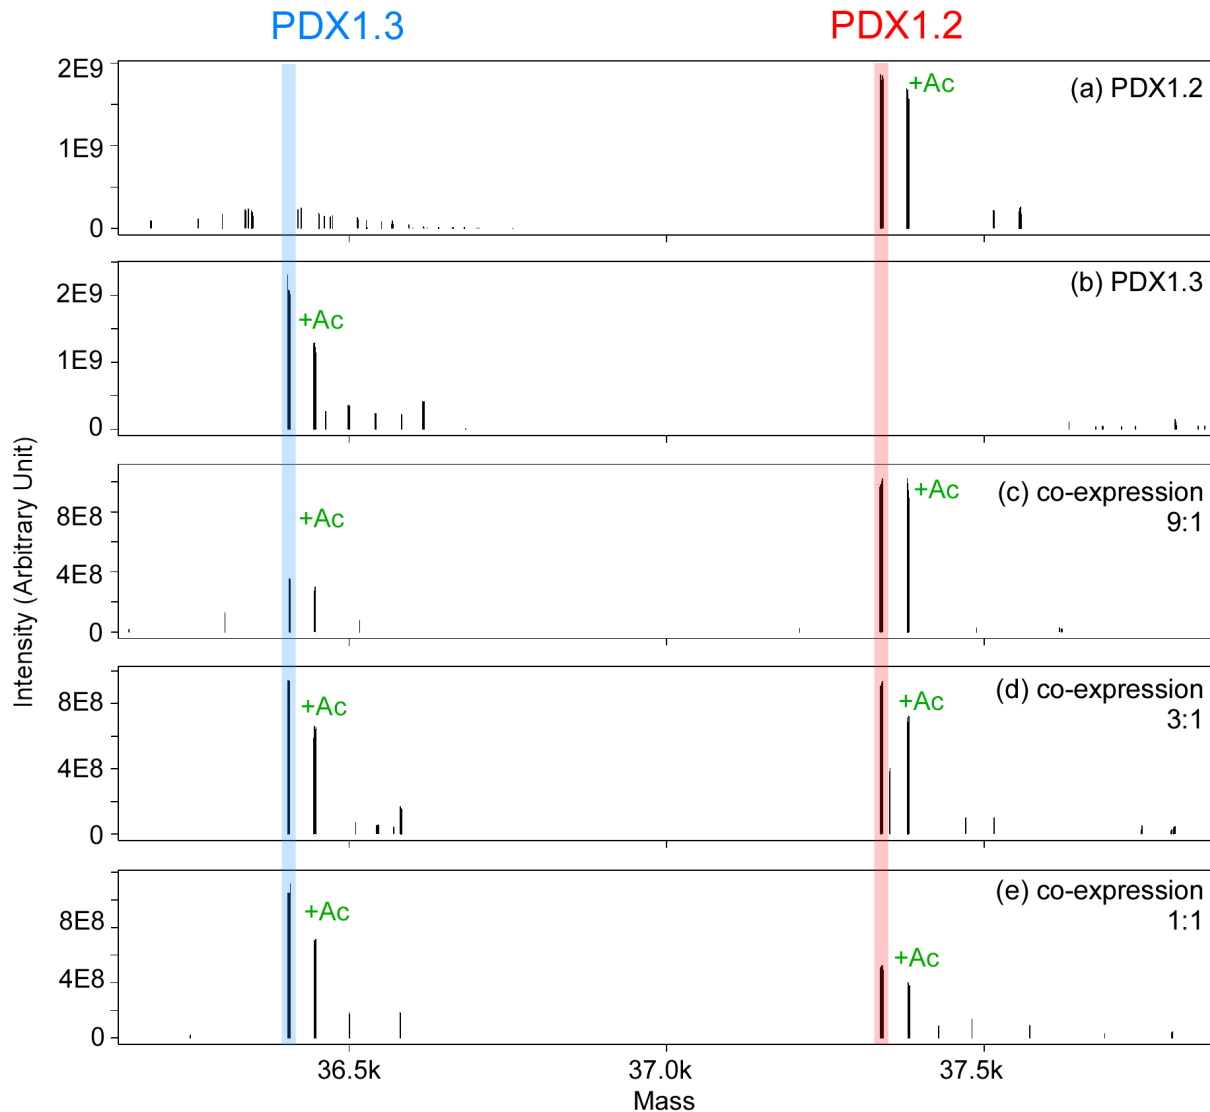 PDX1.3
PDX1.2
2E9
1E9
0
+Ac
(a) PDX1.2
2E9
1E9
0
+Ac
(b) PDX1.3
8E8
4E8
0
+Ac
+Ac
(c) co-expression
9:1
8E8
4E8
0
+Ac
+Ac
(d) co-expression
3:1
8E8
4E8
0
+Ac
+Ac
(e) co-expression
1:1
Intensity (Arbitrary Unit)
36.5k
37.0k
37.5k
Mass